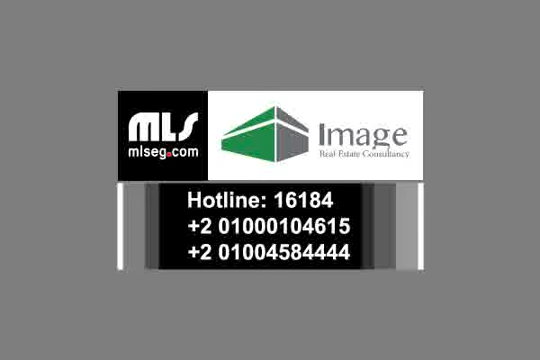 MLS
mlseg.com
Image
Real Estate Consultancy
Hotline: 16184
+2 01000104615
+2 01004584444